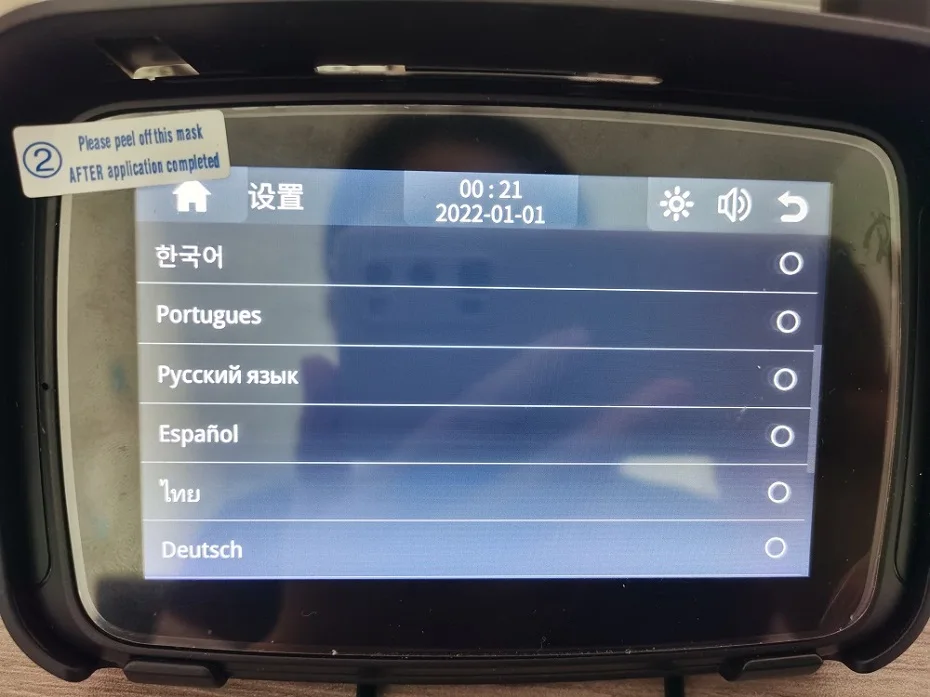 2
Please peel off this mask
AFTER application completed
设置
00:21
2022-01-01
한국어
Portugues
Русский язык
Español
ไทย
Deutsch